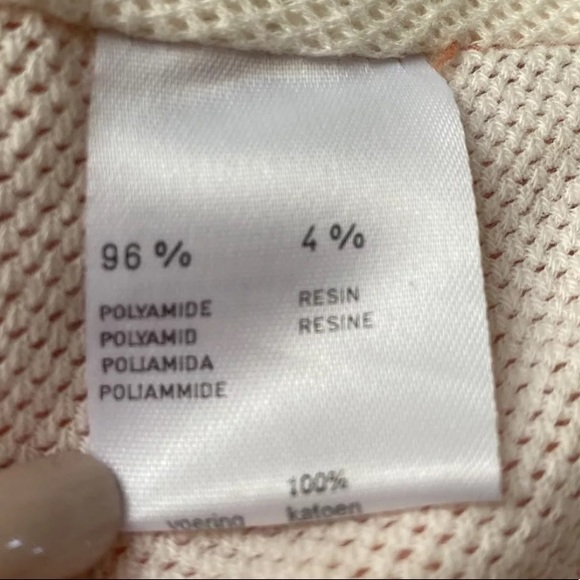 96 % 4 %
POLYAMIDE RESIN
POLYAMID RESINE
POLIAMIDA
POLIAMMIDE
100%
voering katoen